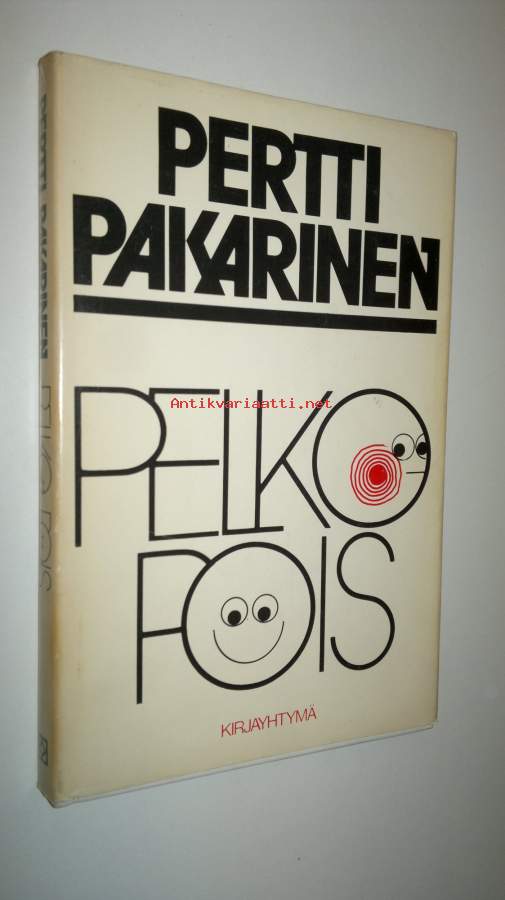 PERTTI
PAKARINEN
Antikvariaatti.net
PELKO
POIS
KIRJAYHTYMÄ
PERTTI PAKARINEN PELKO POIS